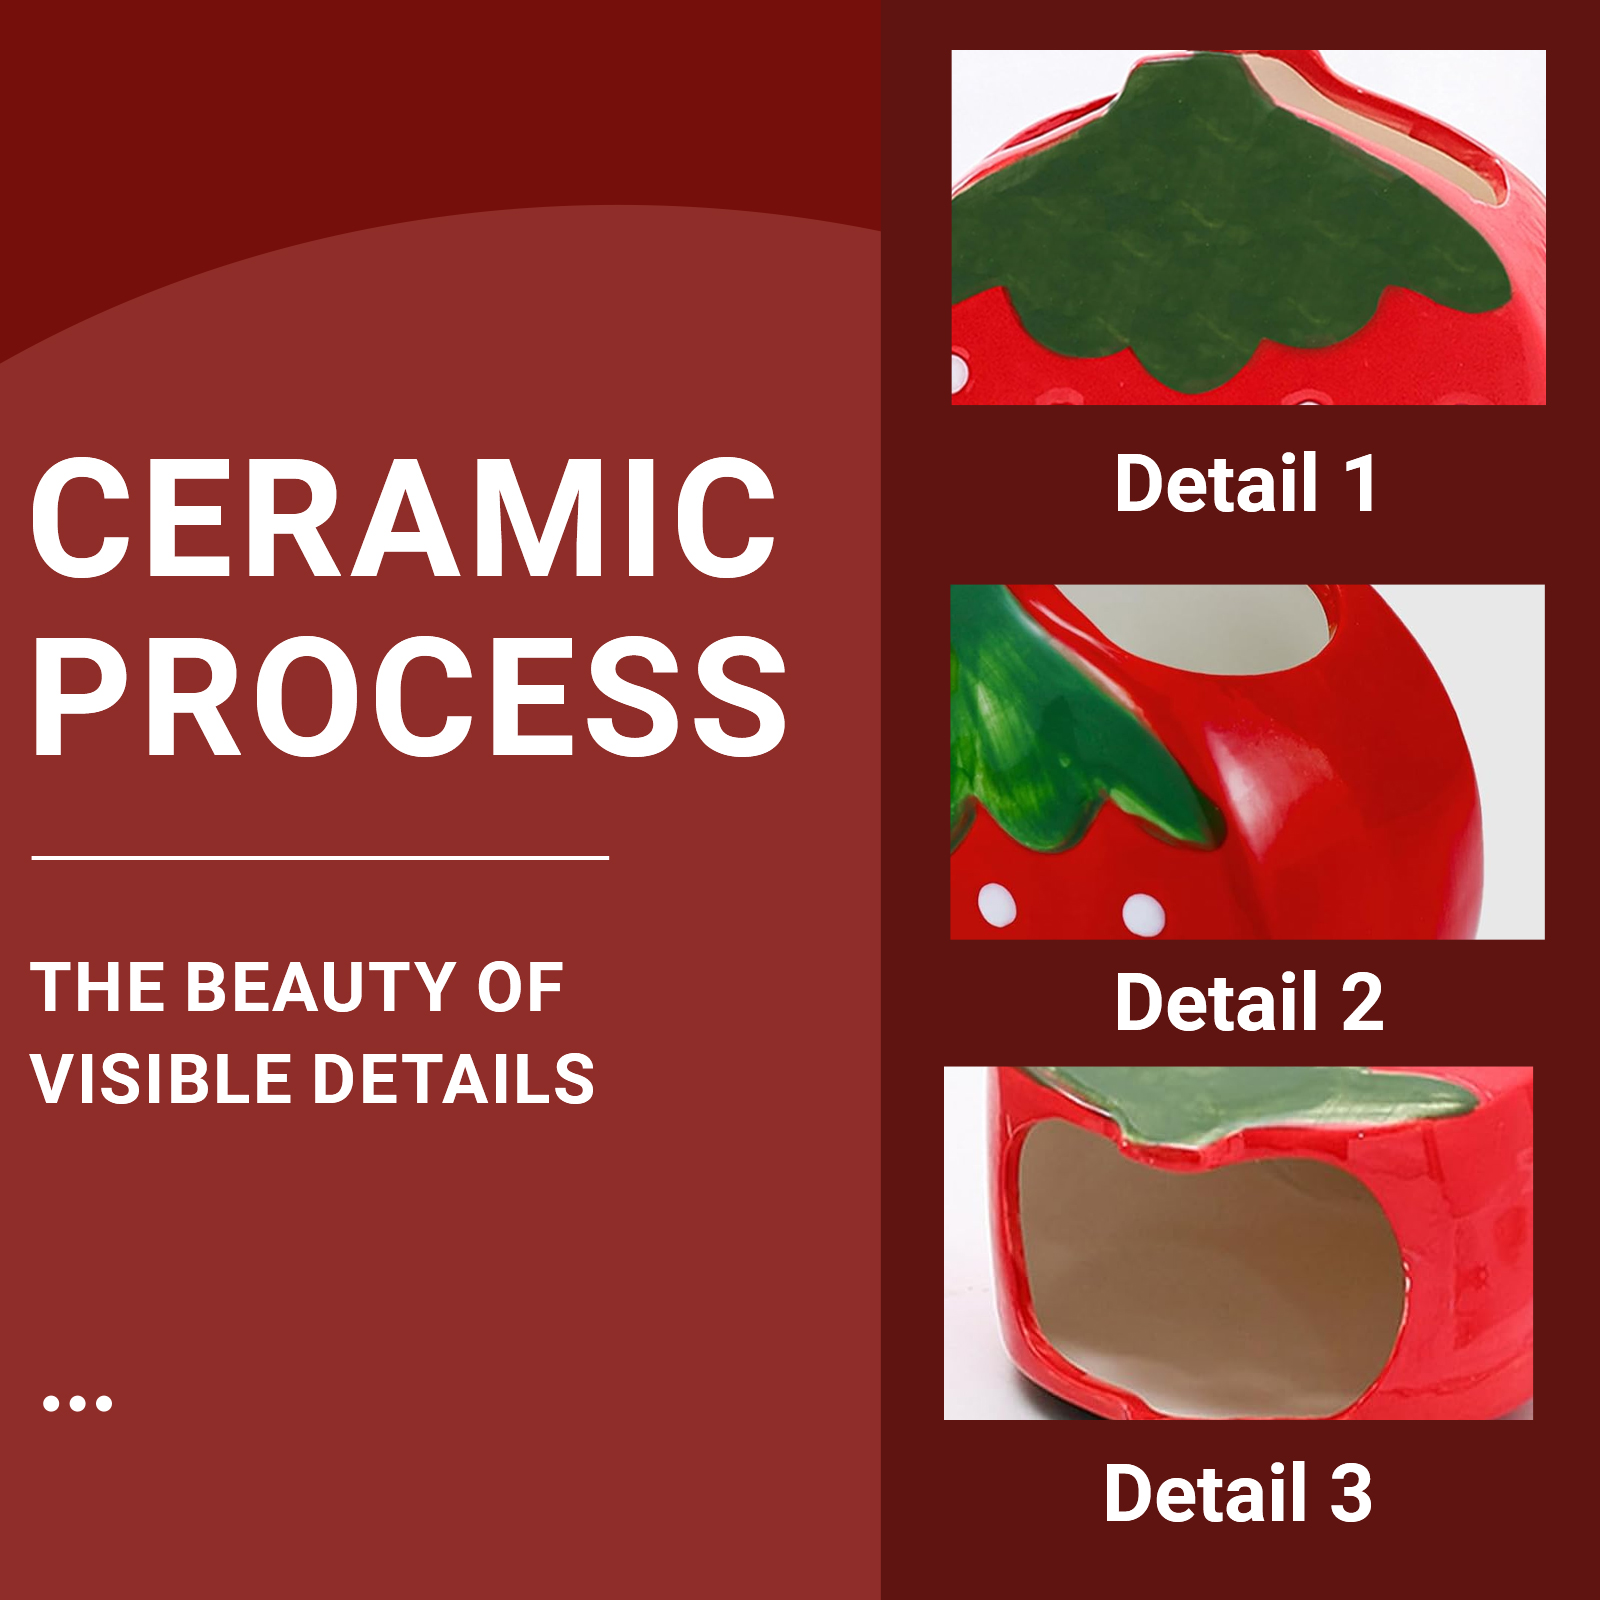 CERAMIC
PROCESS
THE BEAUTY OF
VISIBLE DETAILS
Detail 1
Detail 2
Detail 3